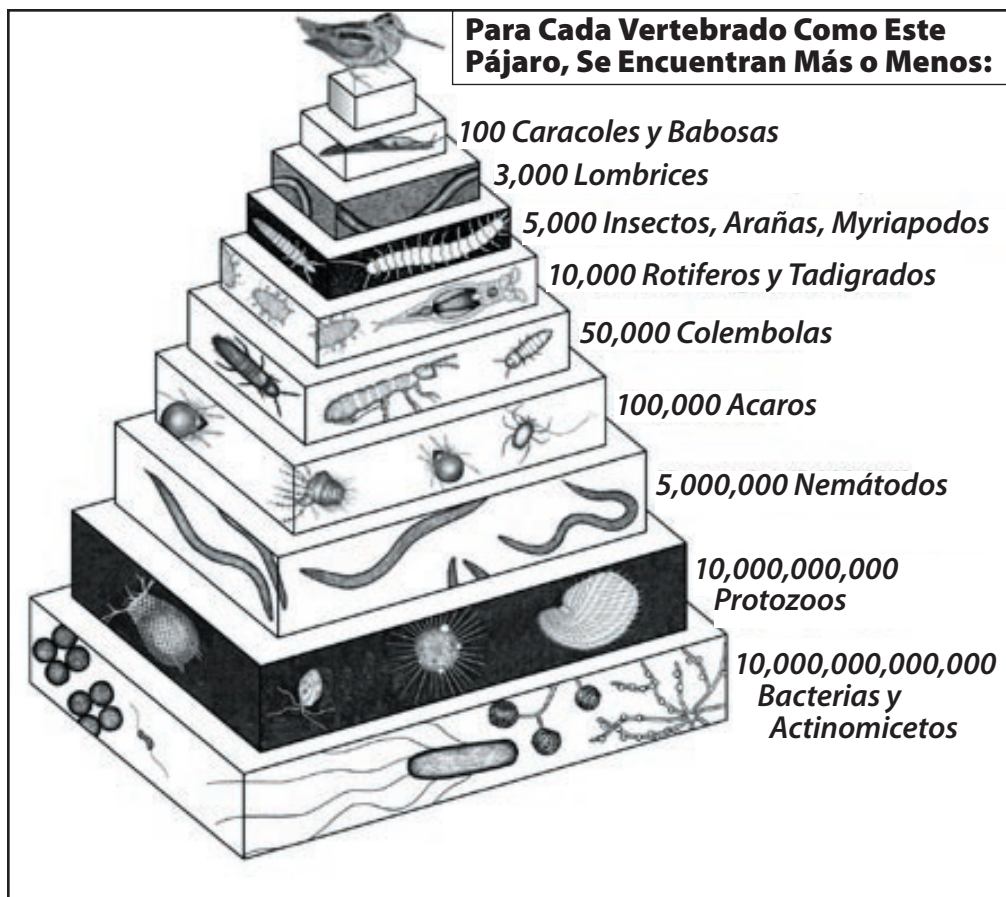 Para Cada Vertebrado Como Este
Pájaro, Se Encuentran Más o Menos:
100 Caracoles y Babosas
3,000 Lombrices
5,000 Insectos, Arañas, Myriapodos
10,000 Rotiferos y Tadigrados
50,000 Colembolas
100,000 Acaros
5,000,000 Nemátodos
10,000,000,000
Protozoos
10,000,000,000,000
Bacterias y
Actinomicetos